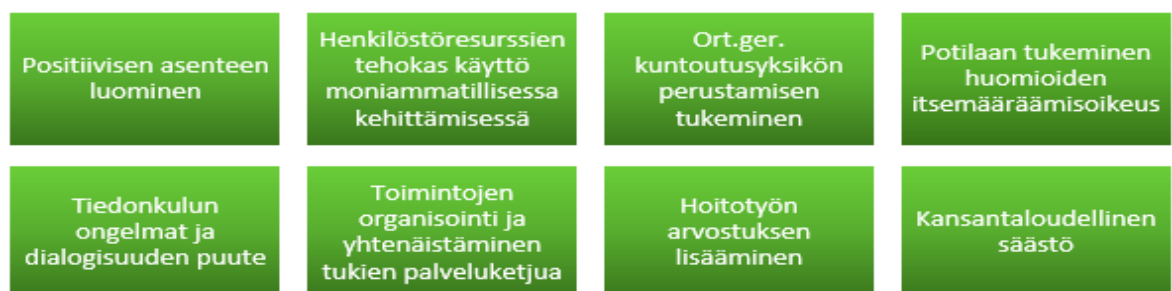 Positiivisen asenteen
luominen
Henkilöstöresurssien
tehokas käyttö
moniammatillisessa
kehittämisessä
Ort.ger.
kuntoutusyksikön
perustamisen
tukeminen
Potilaan tukeminen
huomioiden
itsemääräämisoikeus
Tiedonkulun
ongelmat ja
dialogisuuden puute
Toimintojen
organisointi ja
yhtenäistäminen
tukien palveluketjua
Hoitotyön
arvostuksen
lisääminen
Kansantaloudellinen
säästö